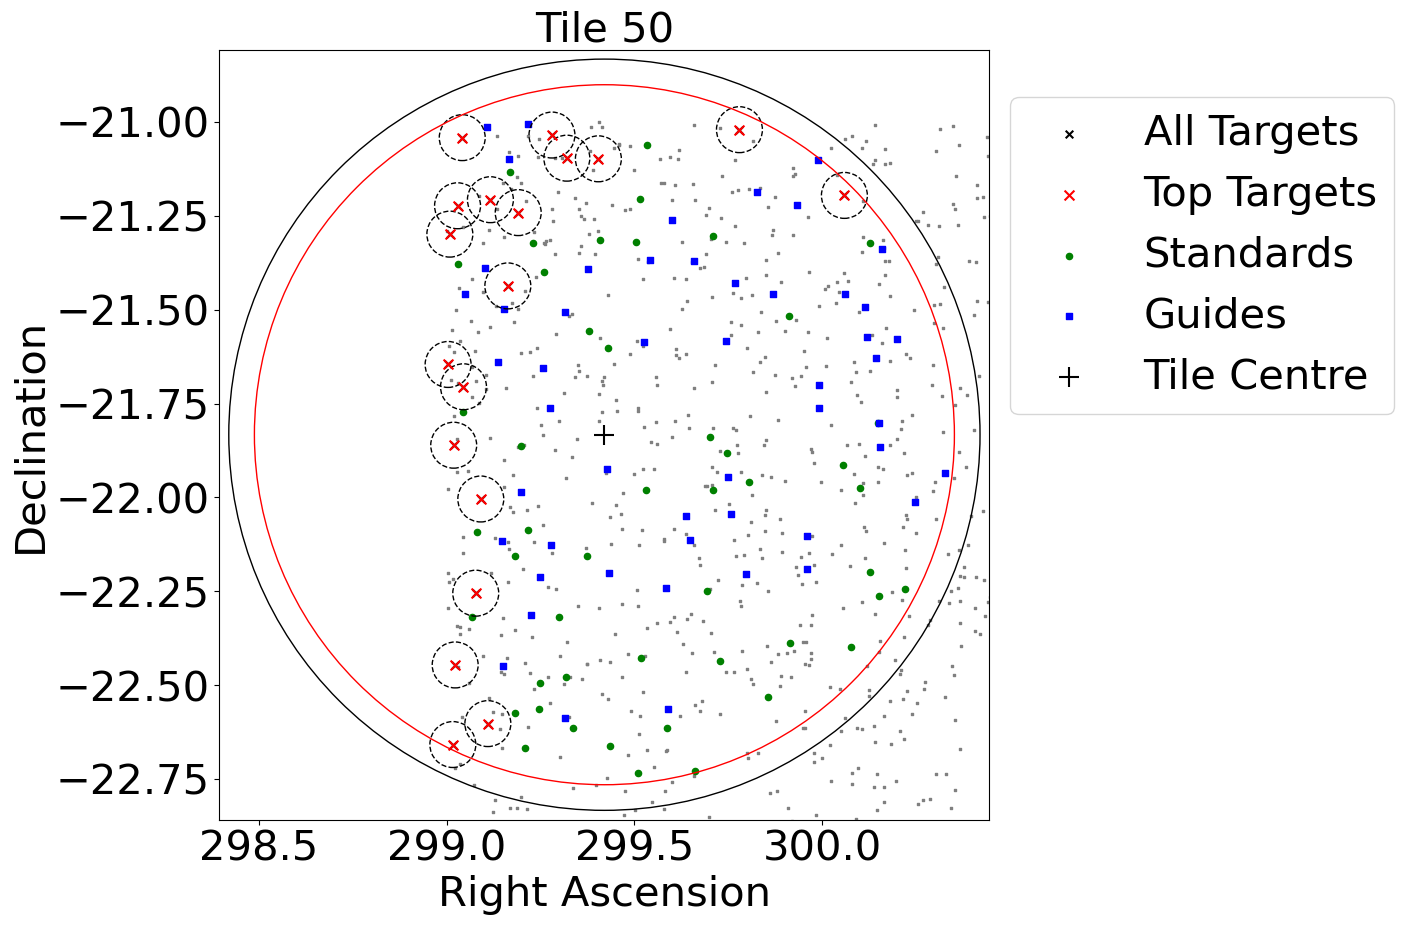 Tile 50
−21.00
−21.25
−21.50
−21.75
−22.00
−22.25
−22.50
−22.75
Declination
298.5 299.0 299.5 300.0
Right Ascension
All Targets
Top Targets
Standards
Guides
Tile Centre